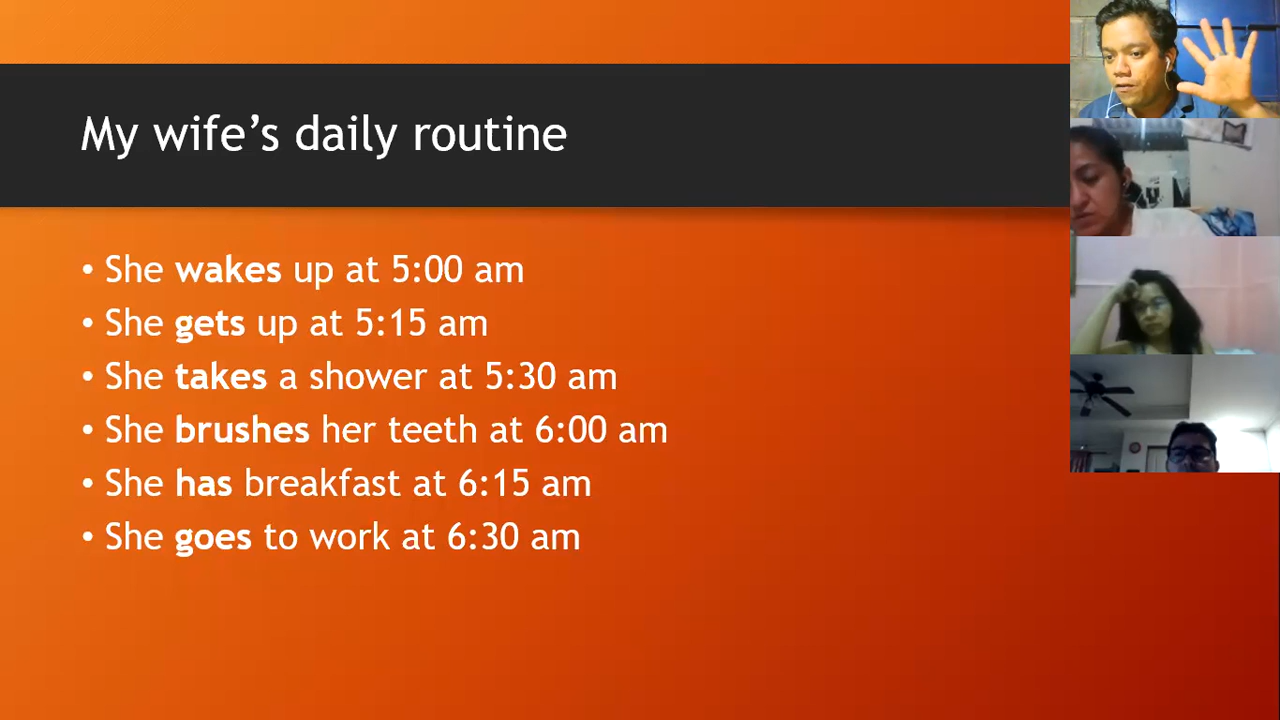 My wife’s daily routine
• She wakes up at 5:00 am
• She gets up at 5:15 am
• She takes a shower at 5:30 am
• She brushes her teeth at 6:00 am
• She has breakfast at 6:15 am
• She goes to work at 6:30 am